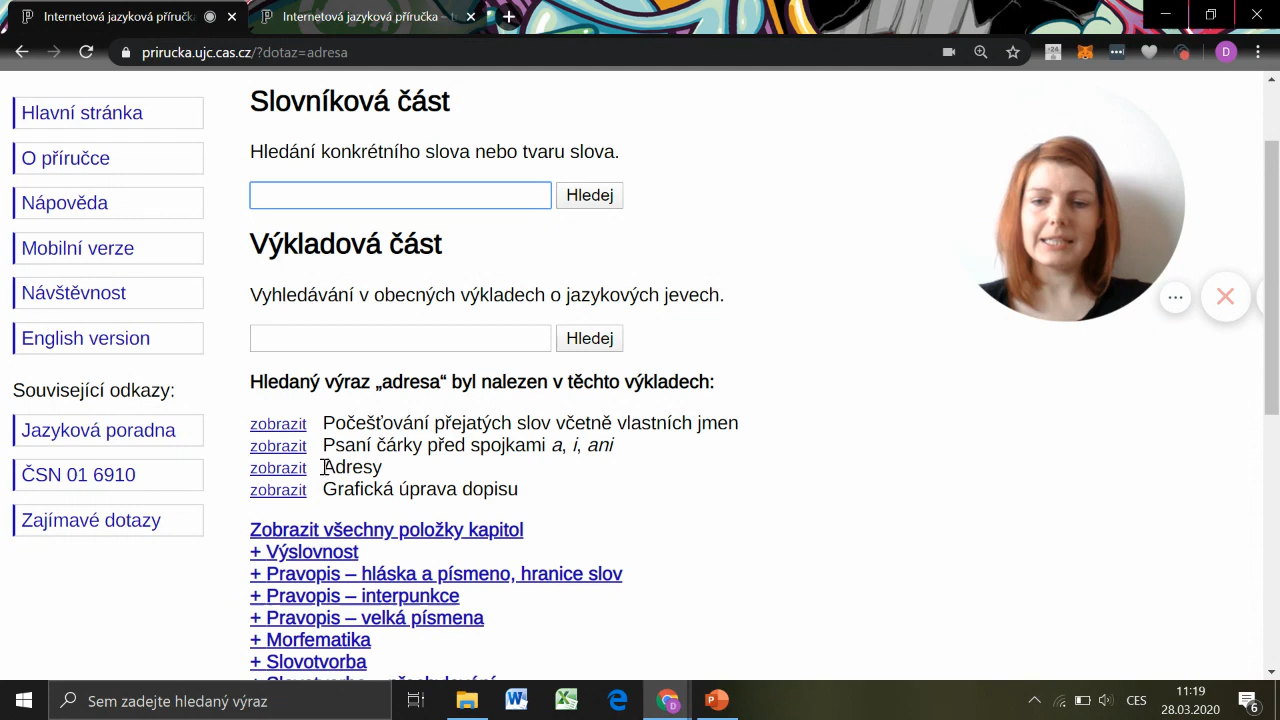 Internetová jazyková příručka
Internetová jazyková příručka –
prirucka.ujc.cas.cz/?dotaz=adresa
-24
D
Slovníková část
Hlavní stránka
Hledání konkrétního slova nebo tvaru slova.
O příručce
Hledej
Nápověda
Výkladová část
Mobilní verze
Návštěvnost
Vyhledávání v obecných výkladech o jazykových jevech.
English version
Hledej
Související odkazy:
Hledaný výraz „adresa“ byl nalezen v těchto výkladech:
Jazyková poradna
zobrazit Počešťování přejatých slov včetně vlastních jmen
zobrazit Psaní čárky před spojkami a, i, ani
ČSN 01 6910
zobrazit Adresy
zobrazit Grafická úprava dopisu
Zajímavé dotazy
Zobrazit všechny položky kapitol
+ Výslovnost
+ Pravopis – hláska a písmeno, hranice slov
+ Pravopis – interpunkce
+ Pravopis – velká písmena
+ Morfematika
+ Slovotvorba
Sem zadejte hledaný výraz
D
CES
11:19
28.03.2020
6